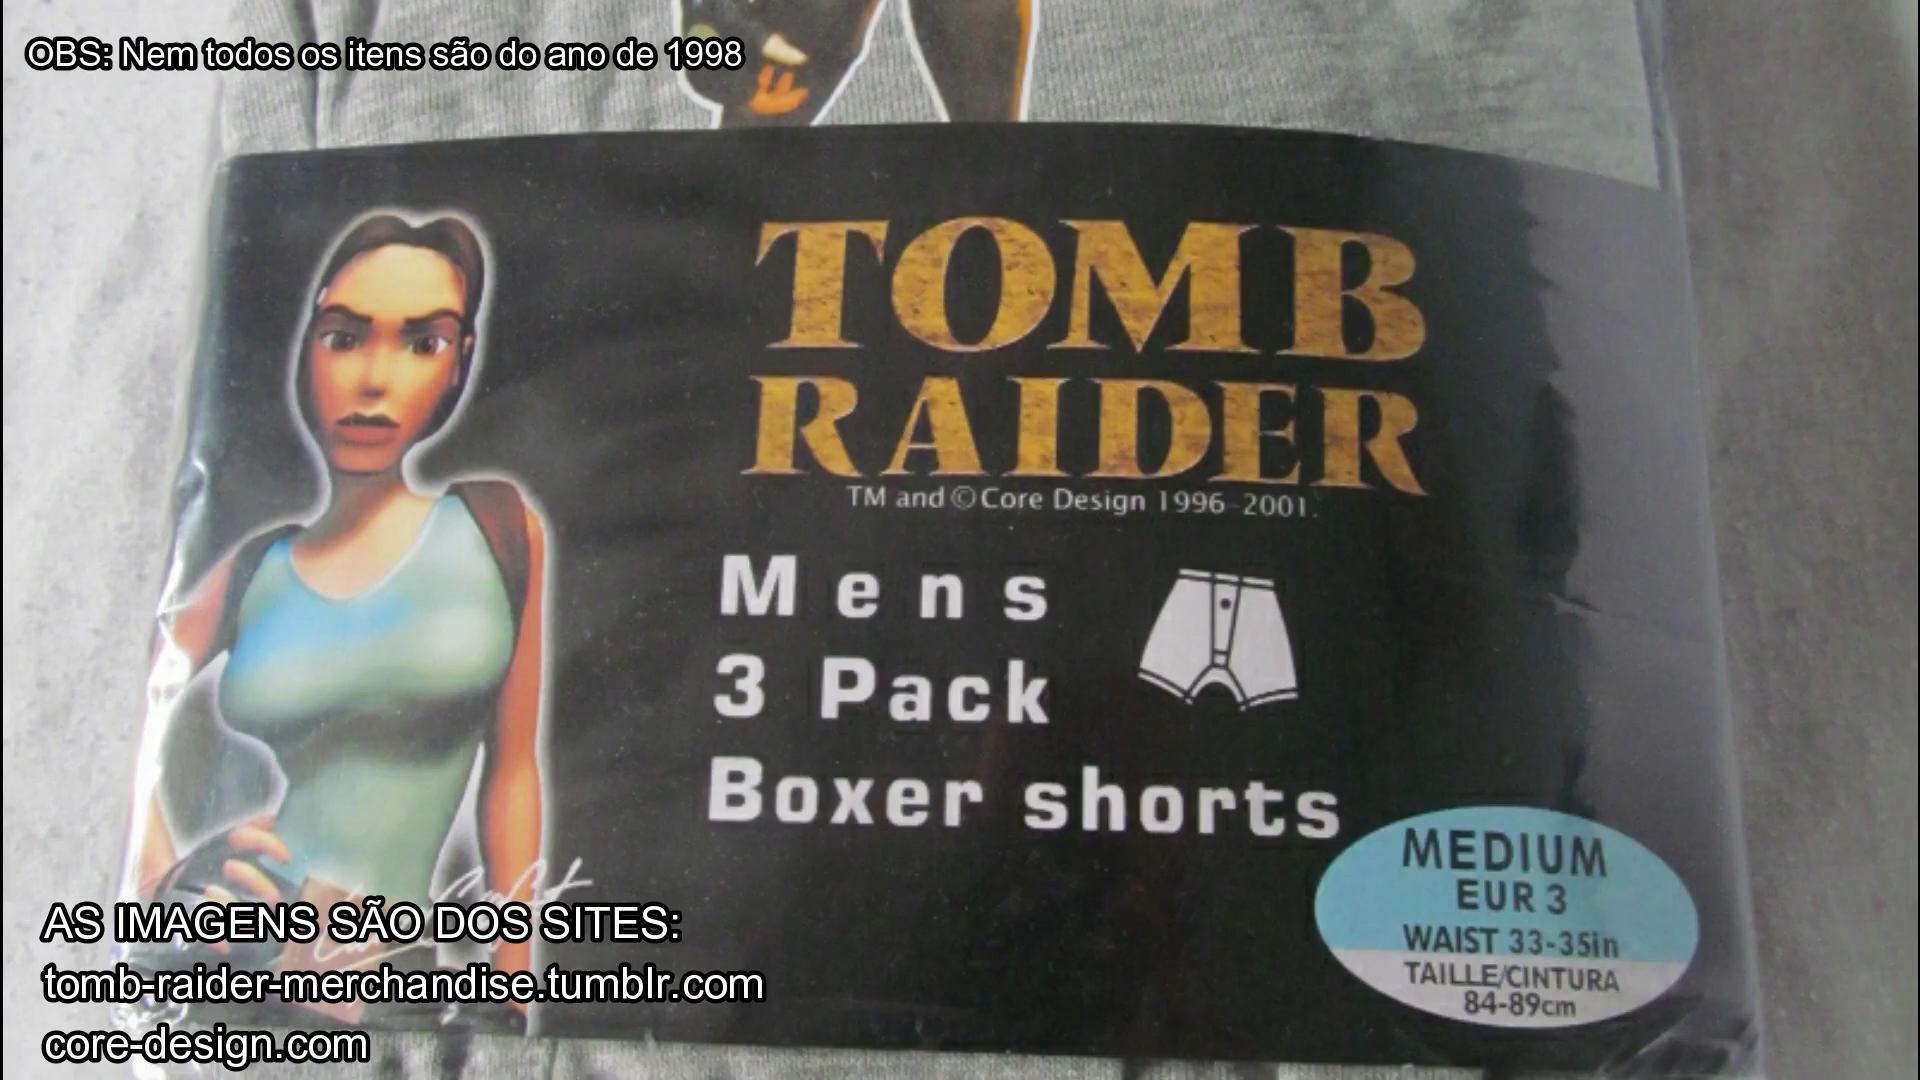 OBS: Nem todos os itens são do ano de 1998
TOMB
RAIDER
TM and © Core Design 1996-2001.
Mens
3 Pack
Boxer shorts
MEDIUM
EUR 3
WAIST 33-35in
TAILLE/CINTURA
84-89cm
AS IMAGENS SÃO DOS SITES:
tomb-raider-merchandise.tumblr.com
core-design.com